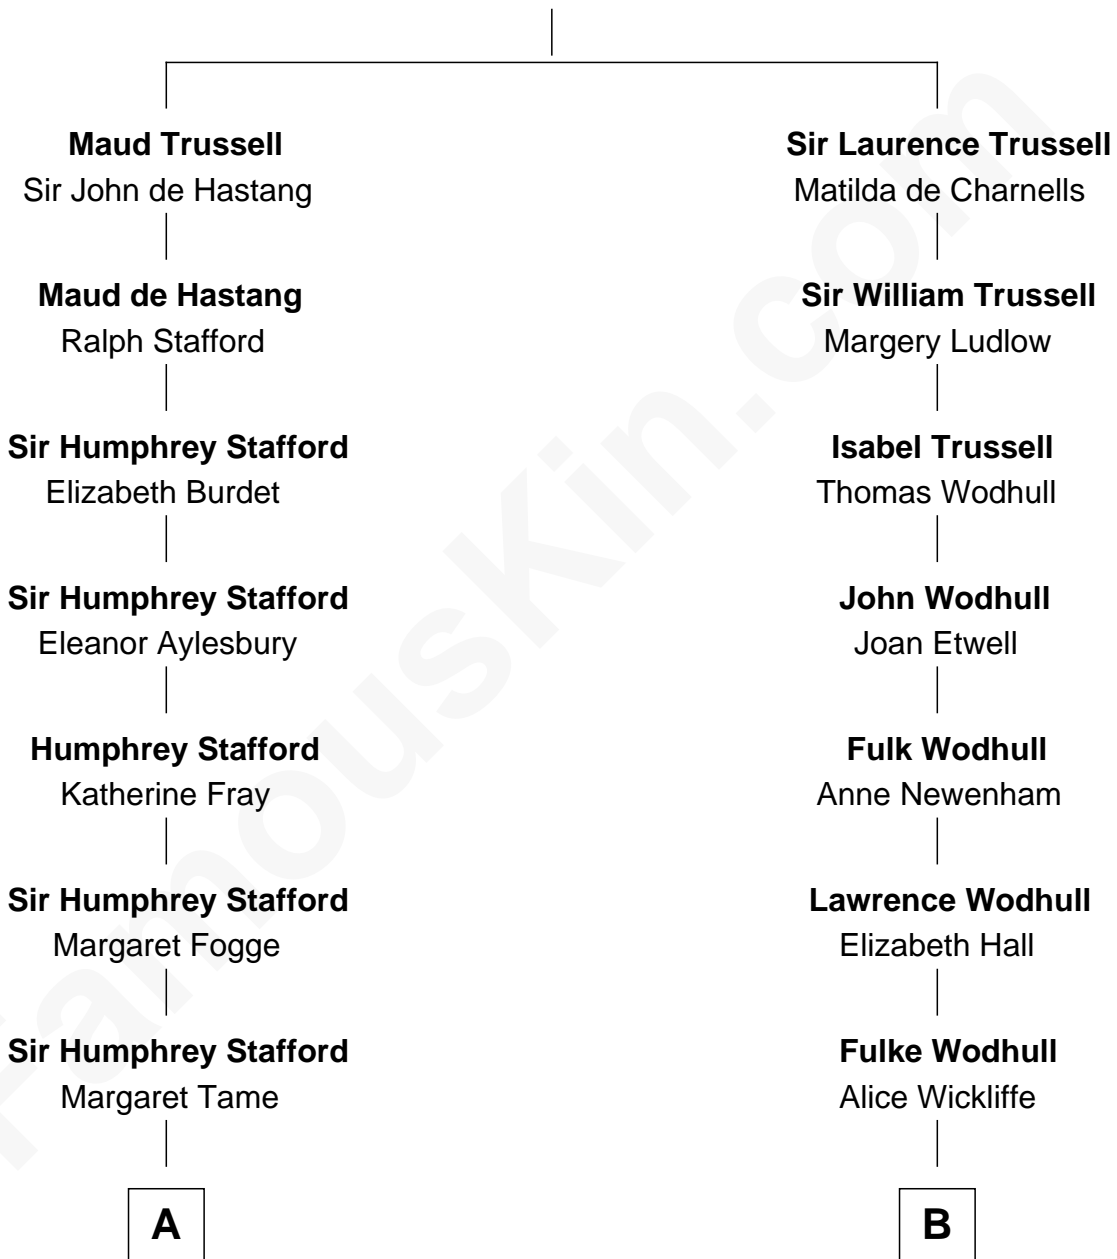 Maud Trussell
Sir John de Hastang
Maud de Hastang
Ralph Stafford
Sir Humphrey Stafford
Elizabeth Burdet
Sir Humphrey Stafford
Eleanor Aylesbury
Humphrey Stafford
Katherine Fray
Sir Humphrey Stafford
Margaret Fogge
Sir Humphrey Stafford
Margaret Tame
A
Sir Laurence Trussell
Matilda de Charnells
Sir William Trussell
Margery Ludlow
Isabel Trussell
Thomas Wodhull
John Wodhull
Joan Etwell
Fulk Wodhull
Anne Newenham
Lawrence Wodhull
Elizabeth Hall
Fulke Wodhull
Alice Wickliffe
B
FamousKin.com